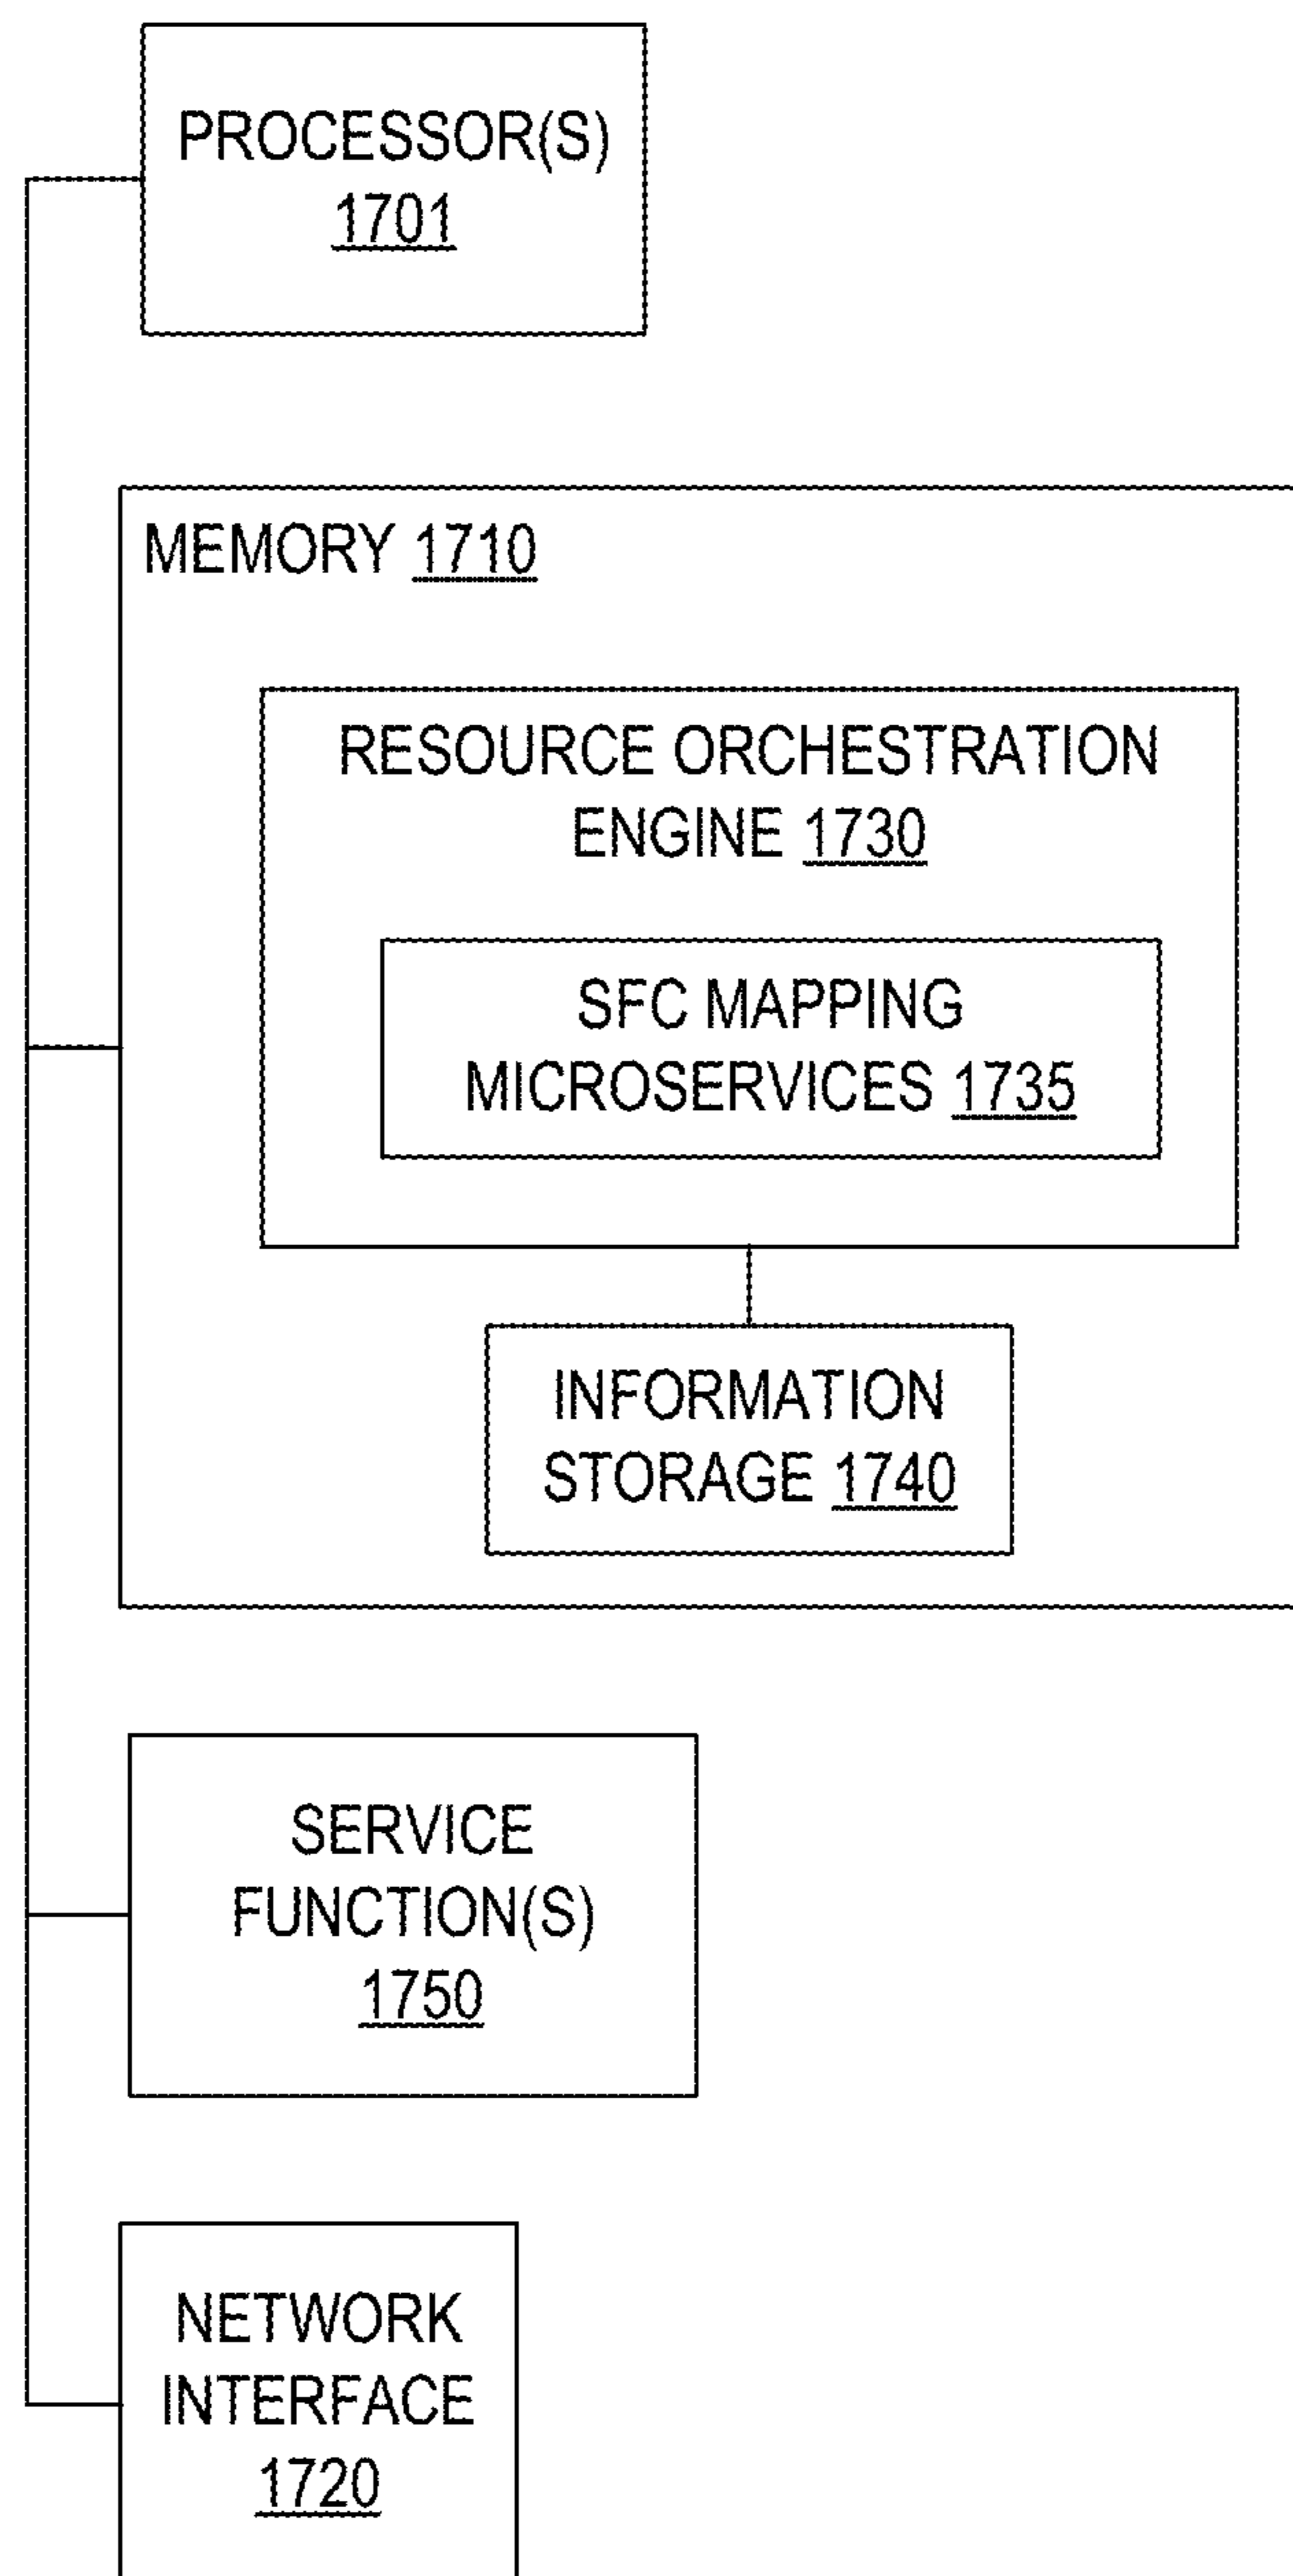 PROCESSOR(S)
1701
MEMORY 1710
RESOURCE ORCHESTRATION
ENGINE 1730
SFC MAPPING
MICROSERVICES 1735
INFORMATION
STORAGE 1740
SERVICE
FUNCTION(S)
1750
NETWORK
INTERFACE
1720